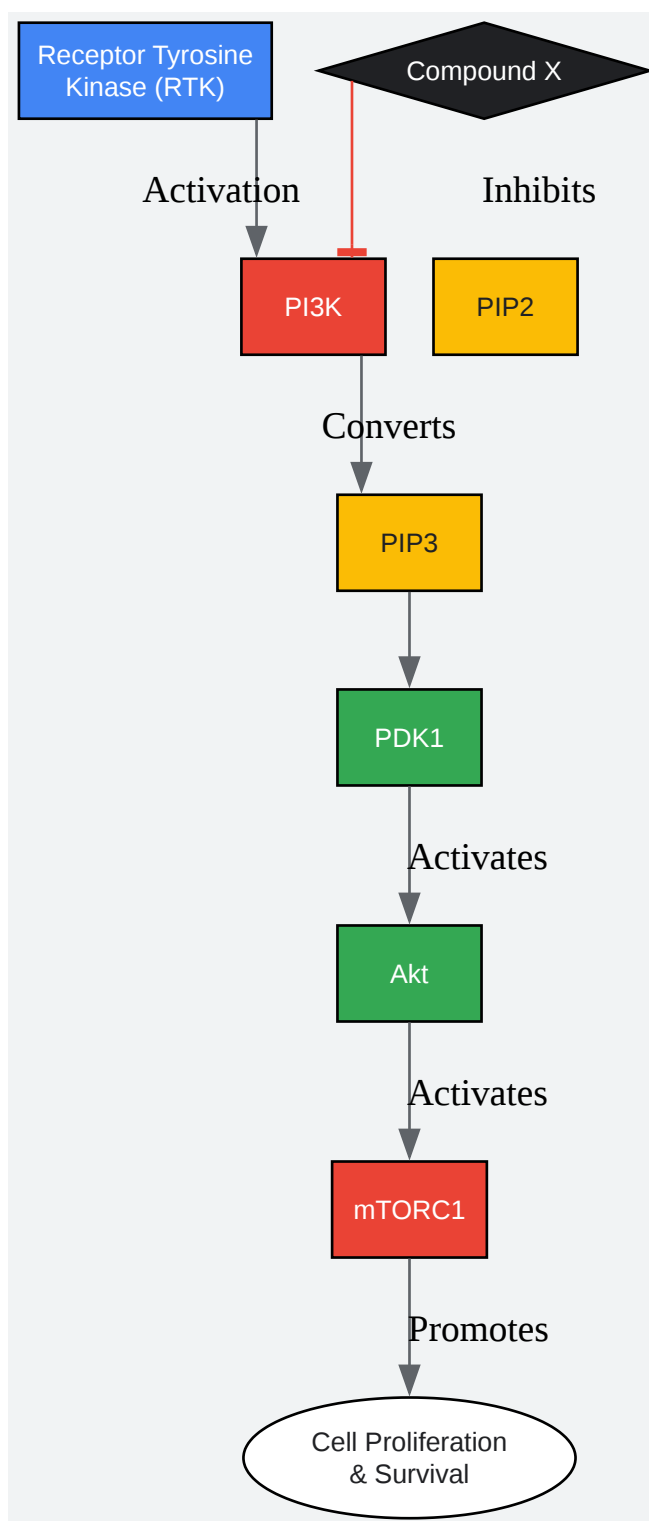 Receptor Tyrosine
Kinase (RTK)
Compound X
Activation
Inhibits
PI3K
PIP2
Converts
PIP3
PDK1
Activates
Akt
Activates
mTORC1
Promotes
Cell Proliferation
& Survival